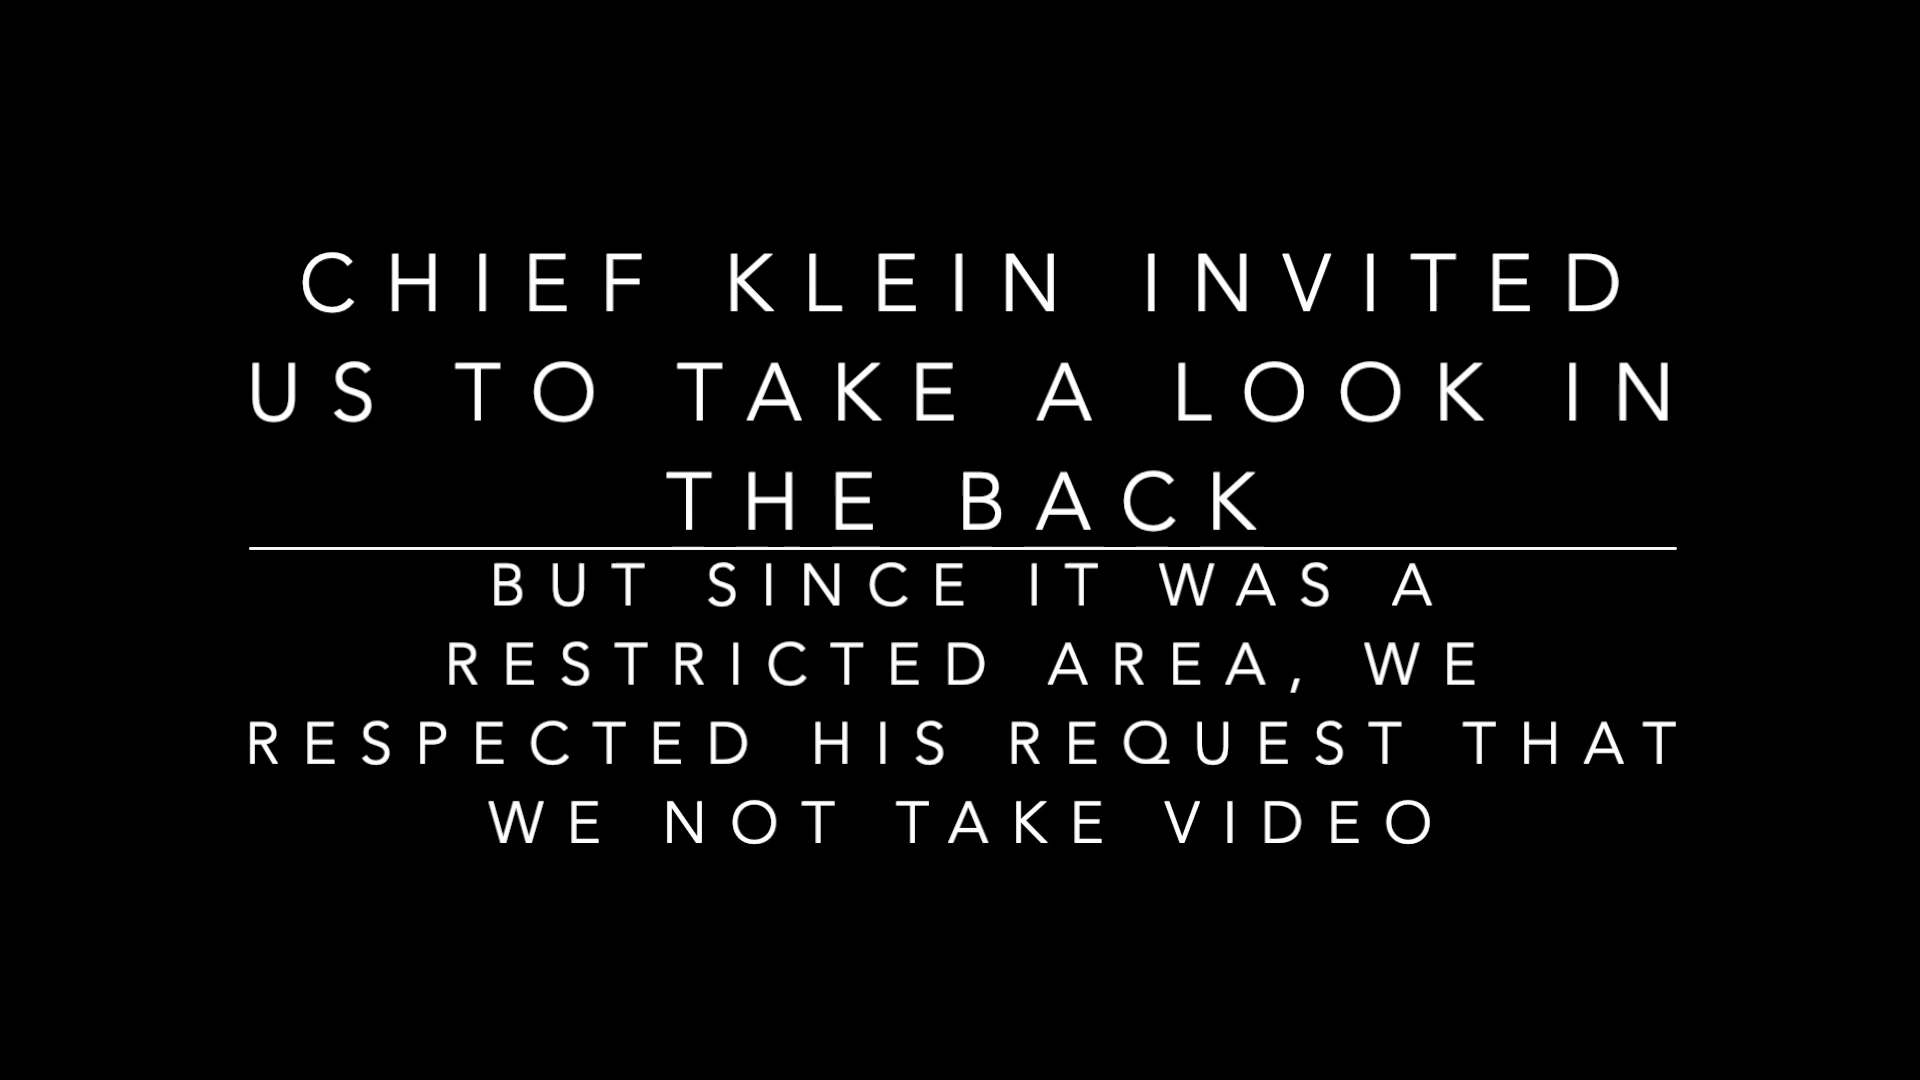 CHIEF KLEIN INVITED
US TO TAKE A LOOK IN
THE BACK
BUT SINCE IT WAS A
RESTRICTED AREA, WE
RESPECTED HIS REQUEST THAT
WE NOT TAKE VIDEO